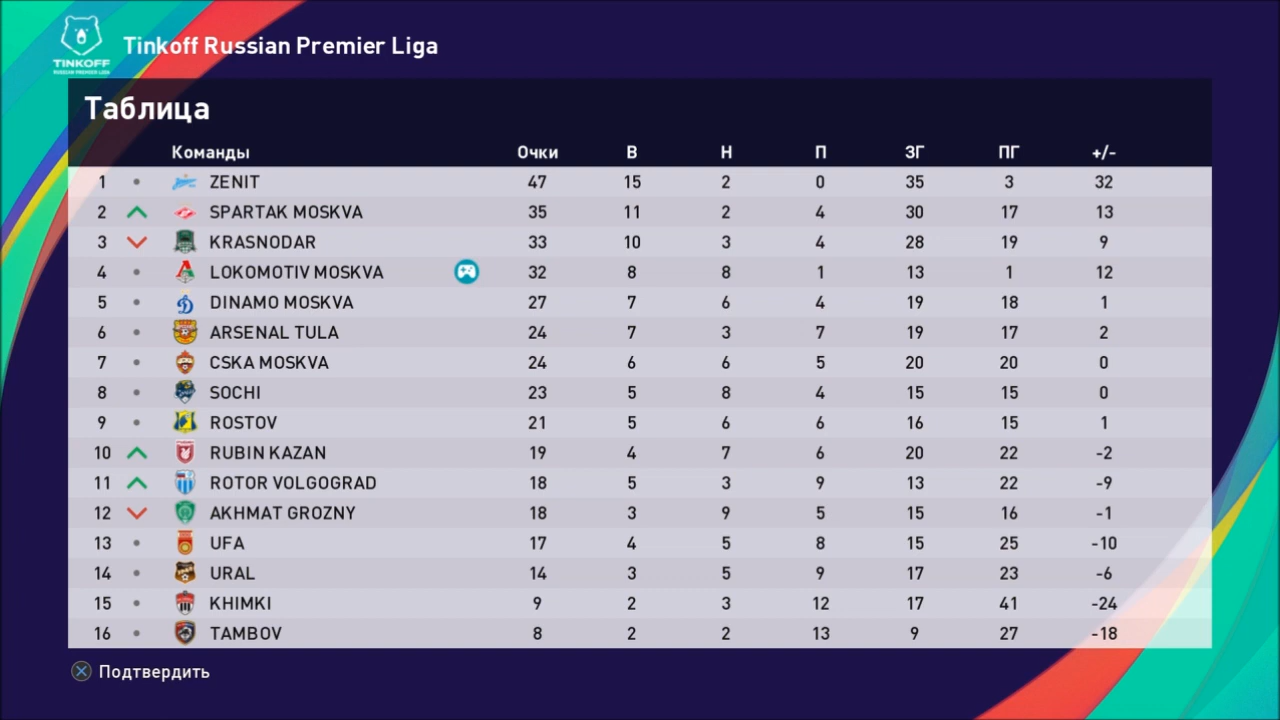 Tinkoff Russian Premier Liga
TINKOFF
RUSSIAN PREMIER LIGA
Таблица
Команды Очки В Н П ЗГ ПГ +/-
1 ZENIT 47 15 2 0 35 3 32
2 SPARTAK MOSKVA 35 11 2 4 30 17 13
3 KRASNODAR 33 10 3 4 28 19 9
4 LOKOMOTIV MOSKVA 32 8 8 1 13 1 12
5 DINAMO MOSKVA 27 7 6 4 19 18 1
6 ARSENAL TULA 24 7 3 7 19 17 2
7 CSKA MOSKVA 24 6 6 5 20 20 0
8 SOCHI 23 5 8 4 15 15 0
9 ROSTOV 21 5 6 6 16 15 1
10 RUBIN KAZAN 19 4 7 6 20 22 -2
11 ROTOR VOLGOGRAD 18 5 3 9 13 22 -9
12 AKHMAT GROZNY 18 3 9 5 15 16 -1
13 UFA 17 4 5 8 15 25 -10
14 URAL 14 3 5 9 17 23 -6
15 KHIMKI 9 2 3 12 17 41 -24
16 TAMBOV 8 2 2 13 9 27 -18
Подтвердить